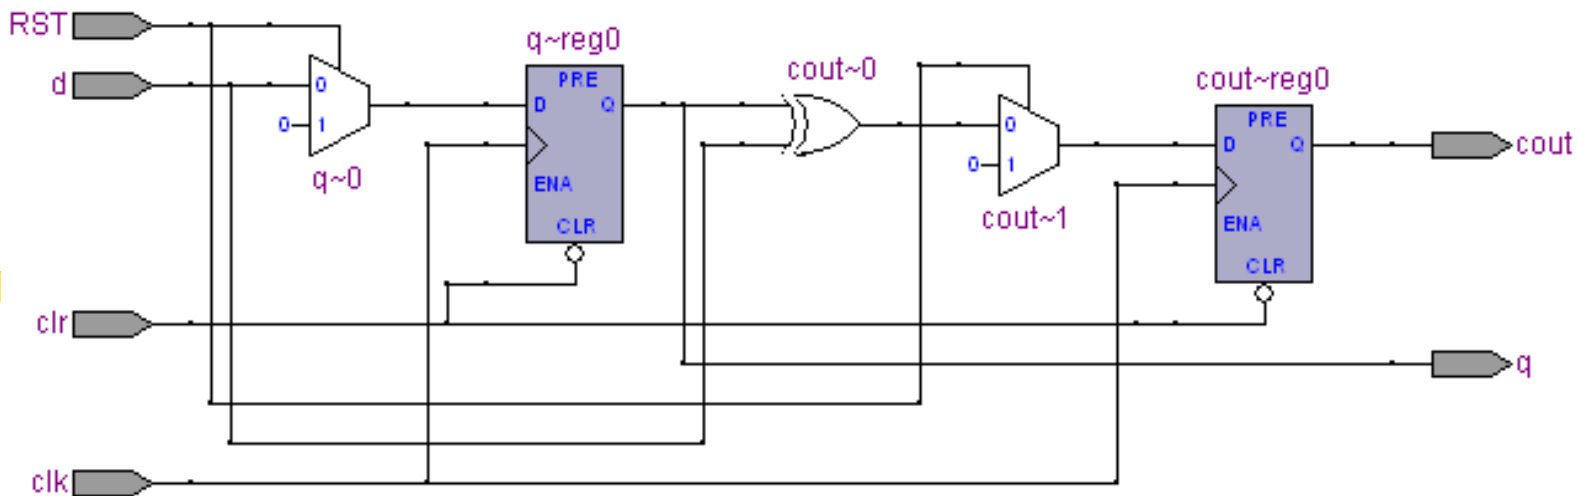 RST
d
0
0 1
q~0
q~reg0
PRE
D Q
ENA
CLR
cout~0
0
0 1
cout~1
cout~reg0
PRE
D Q
ENA
CLR
cout
clr
q
clk